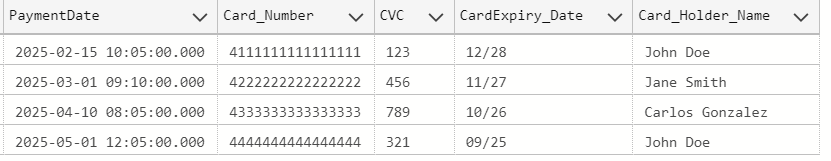 PaymentDate Card_Number CVC CardExpiry_Date Card_Holder_Name
2025-02-15 10:05:00.000 4111111111111111 123 12/28 John Doe
2025-03-01 09:10:00.000 4222222222222222 456 11/27 Jane Smith
2025-04-10 08:05:00.000 4333333333333333 789 10/26 Carlos Gonzalez
2025-05-01 12:05:00.000 4444444444444444 321 09/25 John Doe